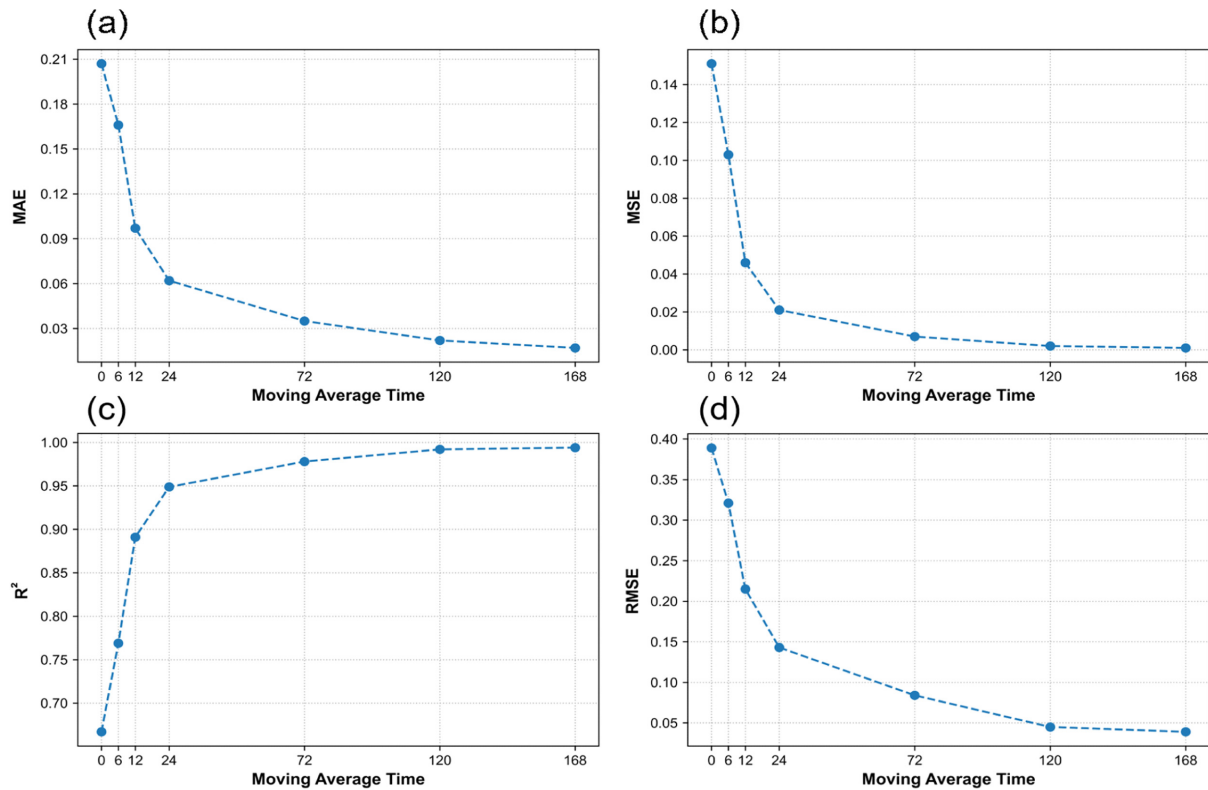 (a)
0.21
0.18
0.15
0.12
0.09
0.06
0.03
MAE
0 6 12 24 72 120 168
Moving Average Time
(b)
0.14
0.12
0.10
0.08
0.06
0.04
0.02
0.00
MSE
0 6 12 24 72 120 168
Moving Average Time
(c)
1.00
0.95
0.90
0.85
0.80
0.75
0.70
R²
0 6 12 24 72 120 168
Moving Average Time
(d)
0.40
0.35
0.30
0.25
0.20
0.15
0.10
0.05
RMSE
0 6 12 24 72 120 168
Moving Average Time